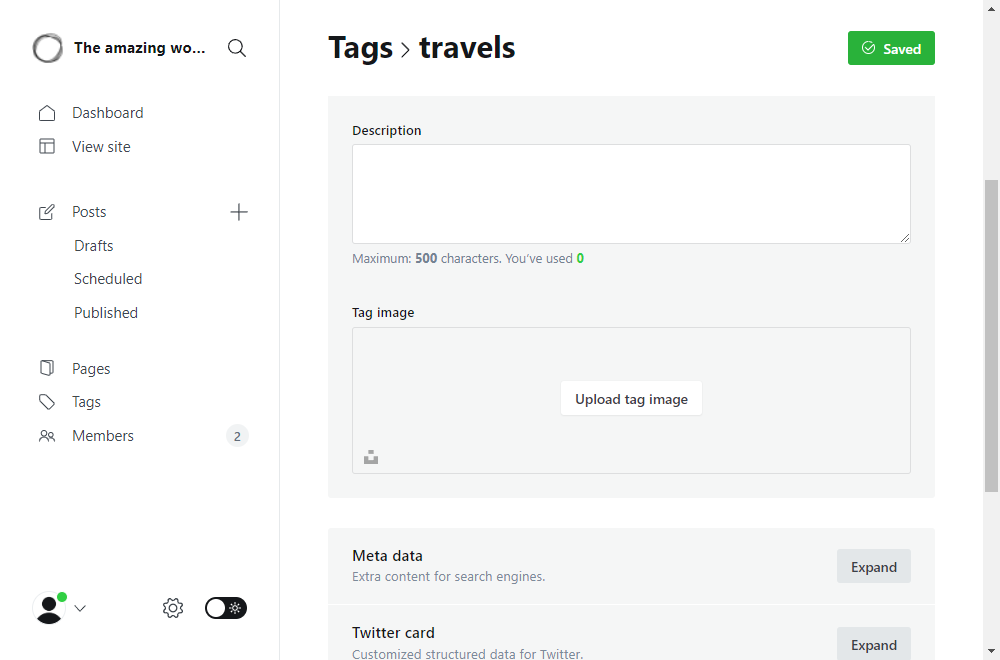 The amazing wo...
Dashboard
View site
Posts
Drafts
Scheduled
Published
Pages
Tags
Members 2
Tags > travels
Saved
Description
Maximum: 500 characters. You’ve used 0
Tag image
Upload tag image
Meta data
Extra content for search engines.
Expand
Twitter card
Customized structured data for Twitter.
Expand